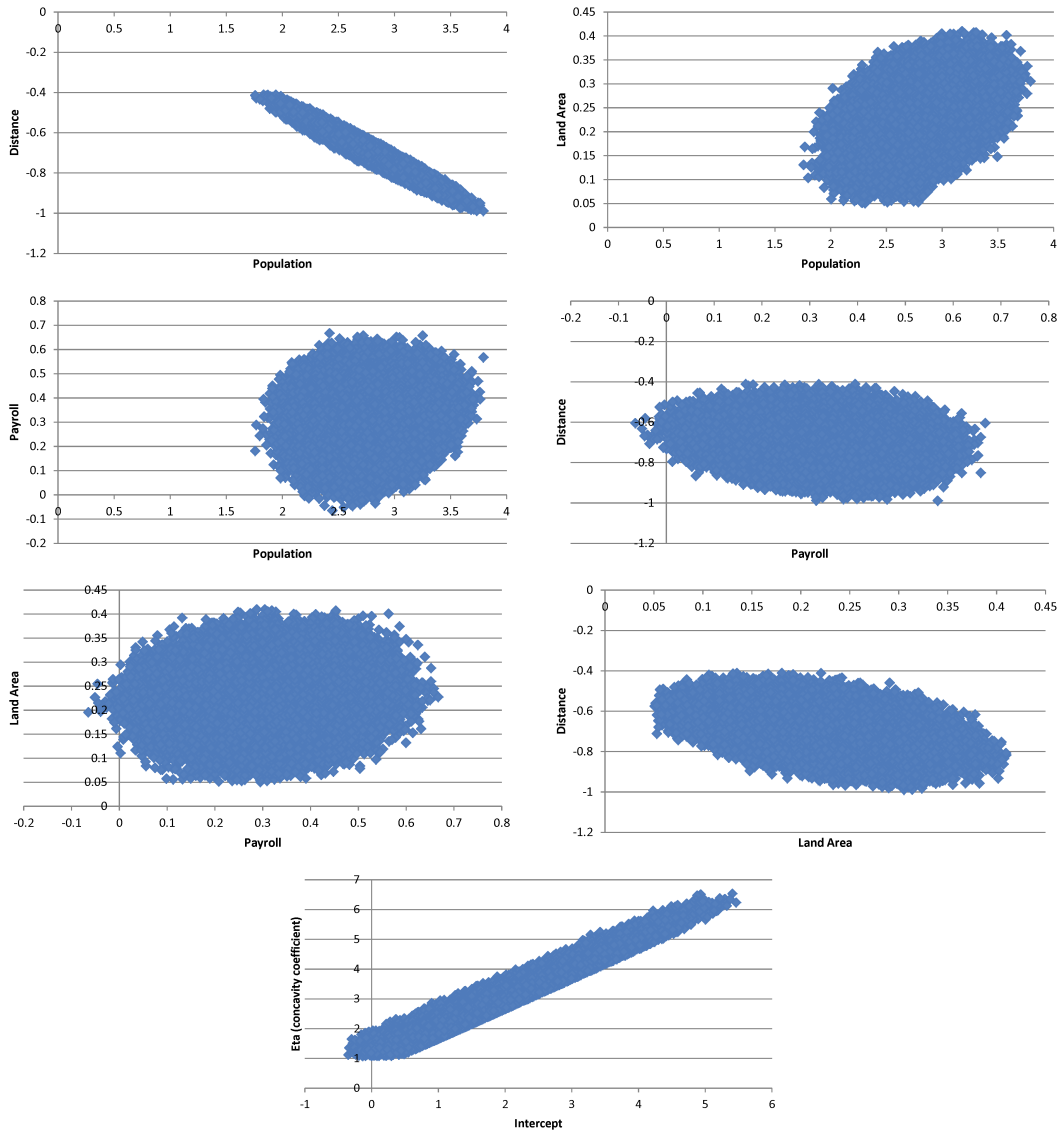 0
-0.2
-0.4
-0.6
-0.8
-1
-1.2
0 0.5 1 1.5 2 2.5 3 3.5 4
Distance
Population
0.45
0.4
0.35
0.3
0.25
0.2
0.15
0.1
0.05
0
0 0.5 1 1.5 2 2.5 3 3.5 4
Land Area
Population
0.8
0.7
0.6
0.5
0.4
0.3
0.2
0.1
0
-0.1
-0.2
0 0.5 1 1.5 2 2.5 3 3.5 4
Payroll
Population
0
-0.2
-0.4
-0.6
-0.8
-1
-1.2
-0.2 -0.1 0 0.1 0.2 0.3 0.4 0.5 0.6 0.7 0.8
Distance
Payroll
0.45
0.4
0.35
0.3
0.25
0.2
0.15
0.1
0.05
0
-0.2 -0.1 0 0.1 0.2 0.3 0.4 0.5 0.6 0.7 0.8
Land Area
Payroll
0
-0.2
-0.4
-0.6
-0.8
-1
-1.2
0 0.05 0.1 0.15 0.2 0.25 0.3 0.35 0.4 0.45
Distance
Land Area
7
6
5
4
3
2
1
0
-1 0 1 2 3 4 5 6
Eta (concavity coefficient)
Intercept